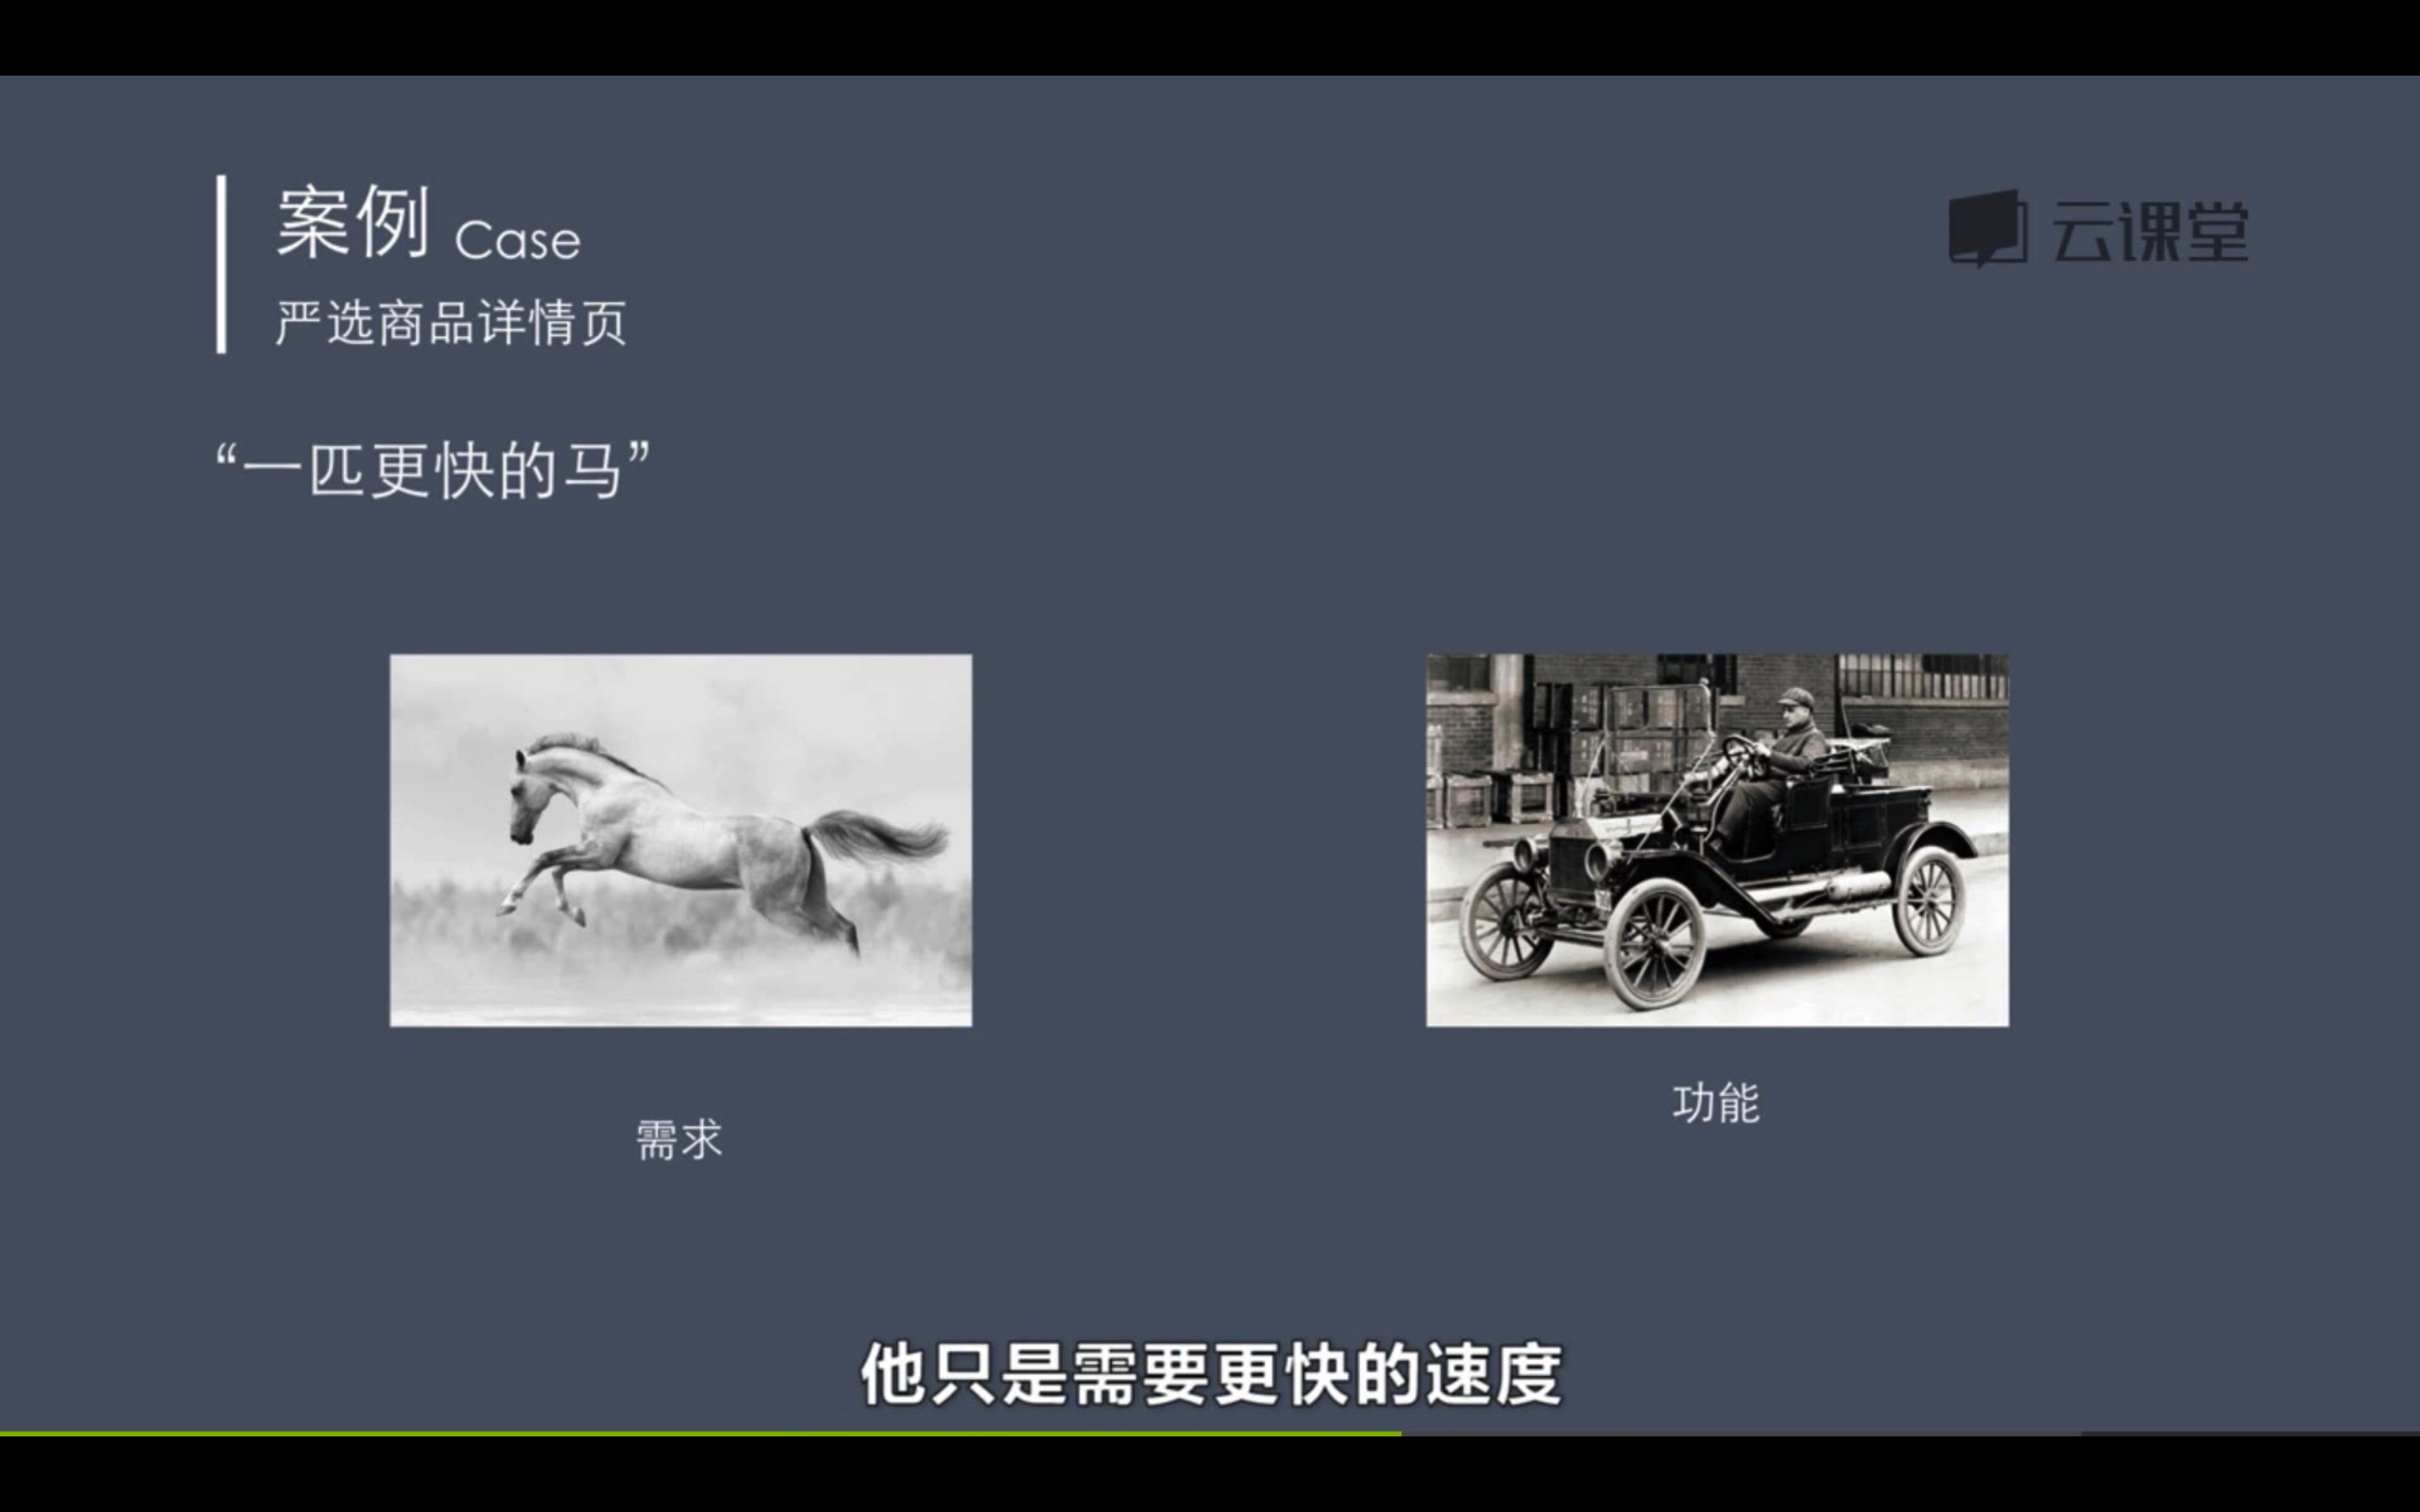 案例 Case
云课堂
严选商品详情页
“一匹更快的马”
需求
功能
他只是需要更快的速度